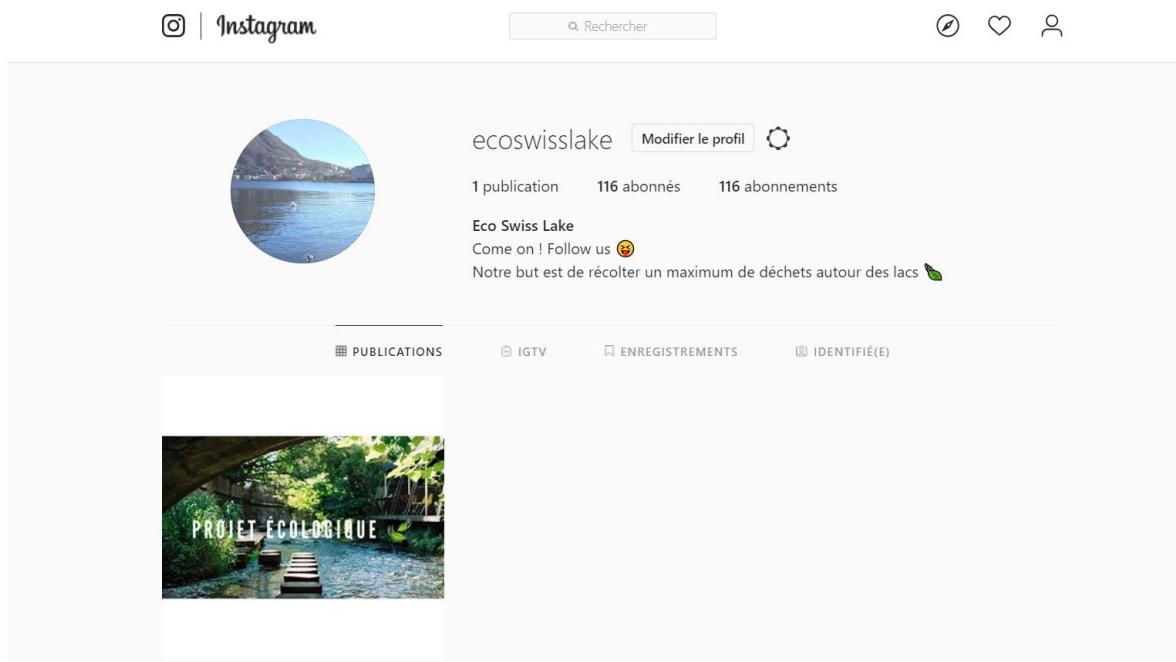 Instagram
Rechercher
ecoswisslake Modifier le profil
1 publication 116 abonnés 116 abonnements
Eco Swiss Lake
Come on ! Follow us 😝
Notre but est de récolter un maximum de déchets autour des lacs 🍃
PUBLICATIONS IGTV ENREGISTREMENTS IDENTIFIÉ(E)
PROJET ÉCOLOGIQUE